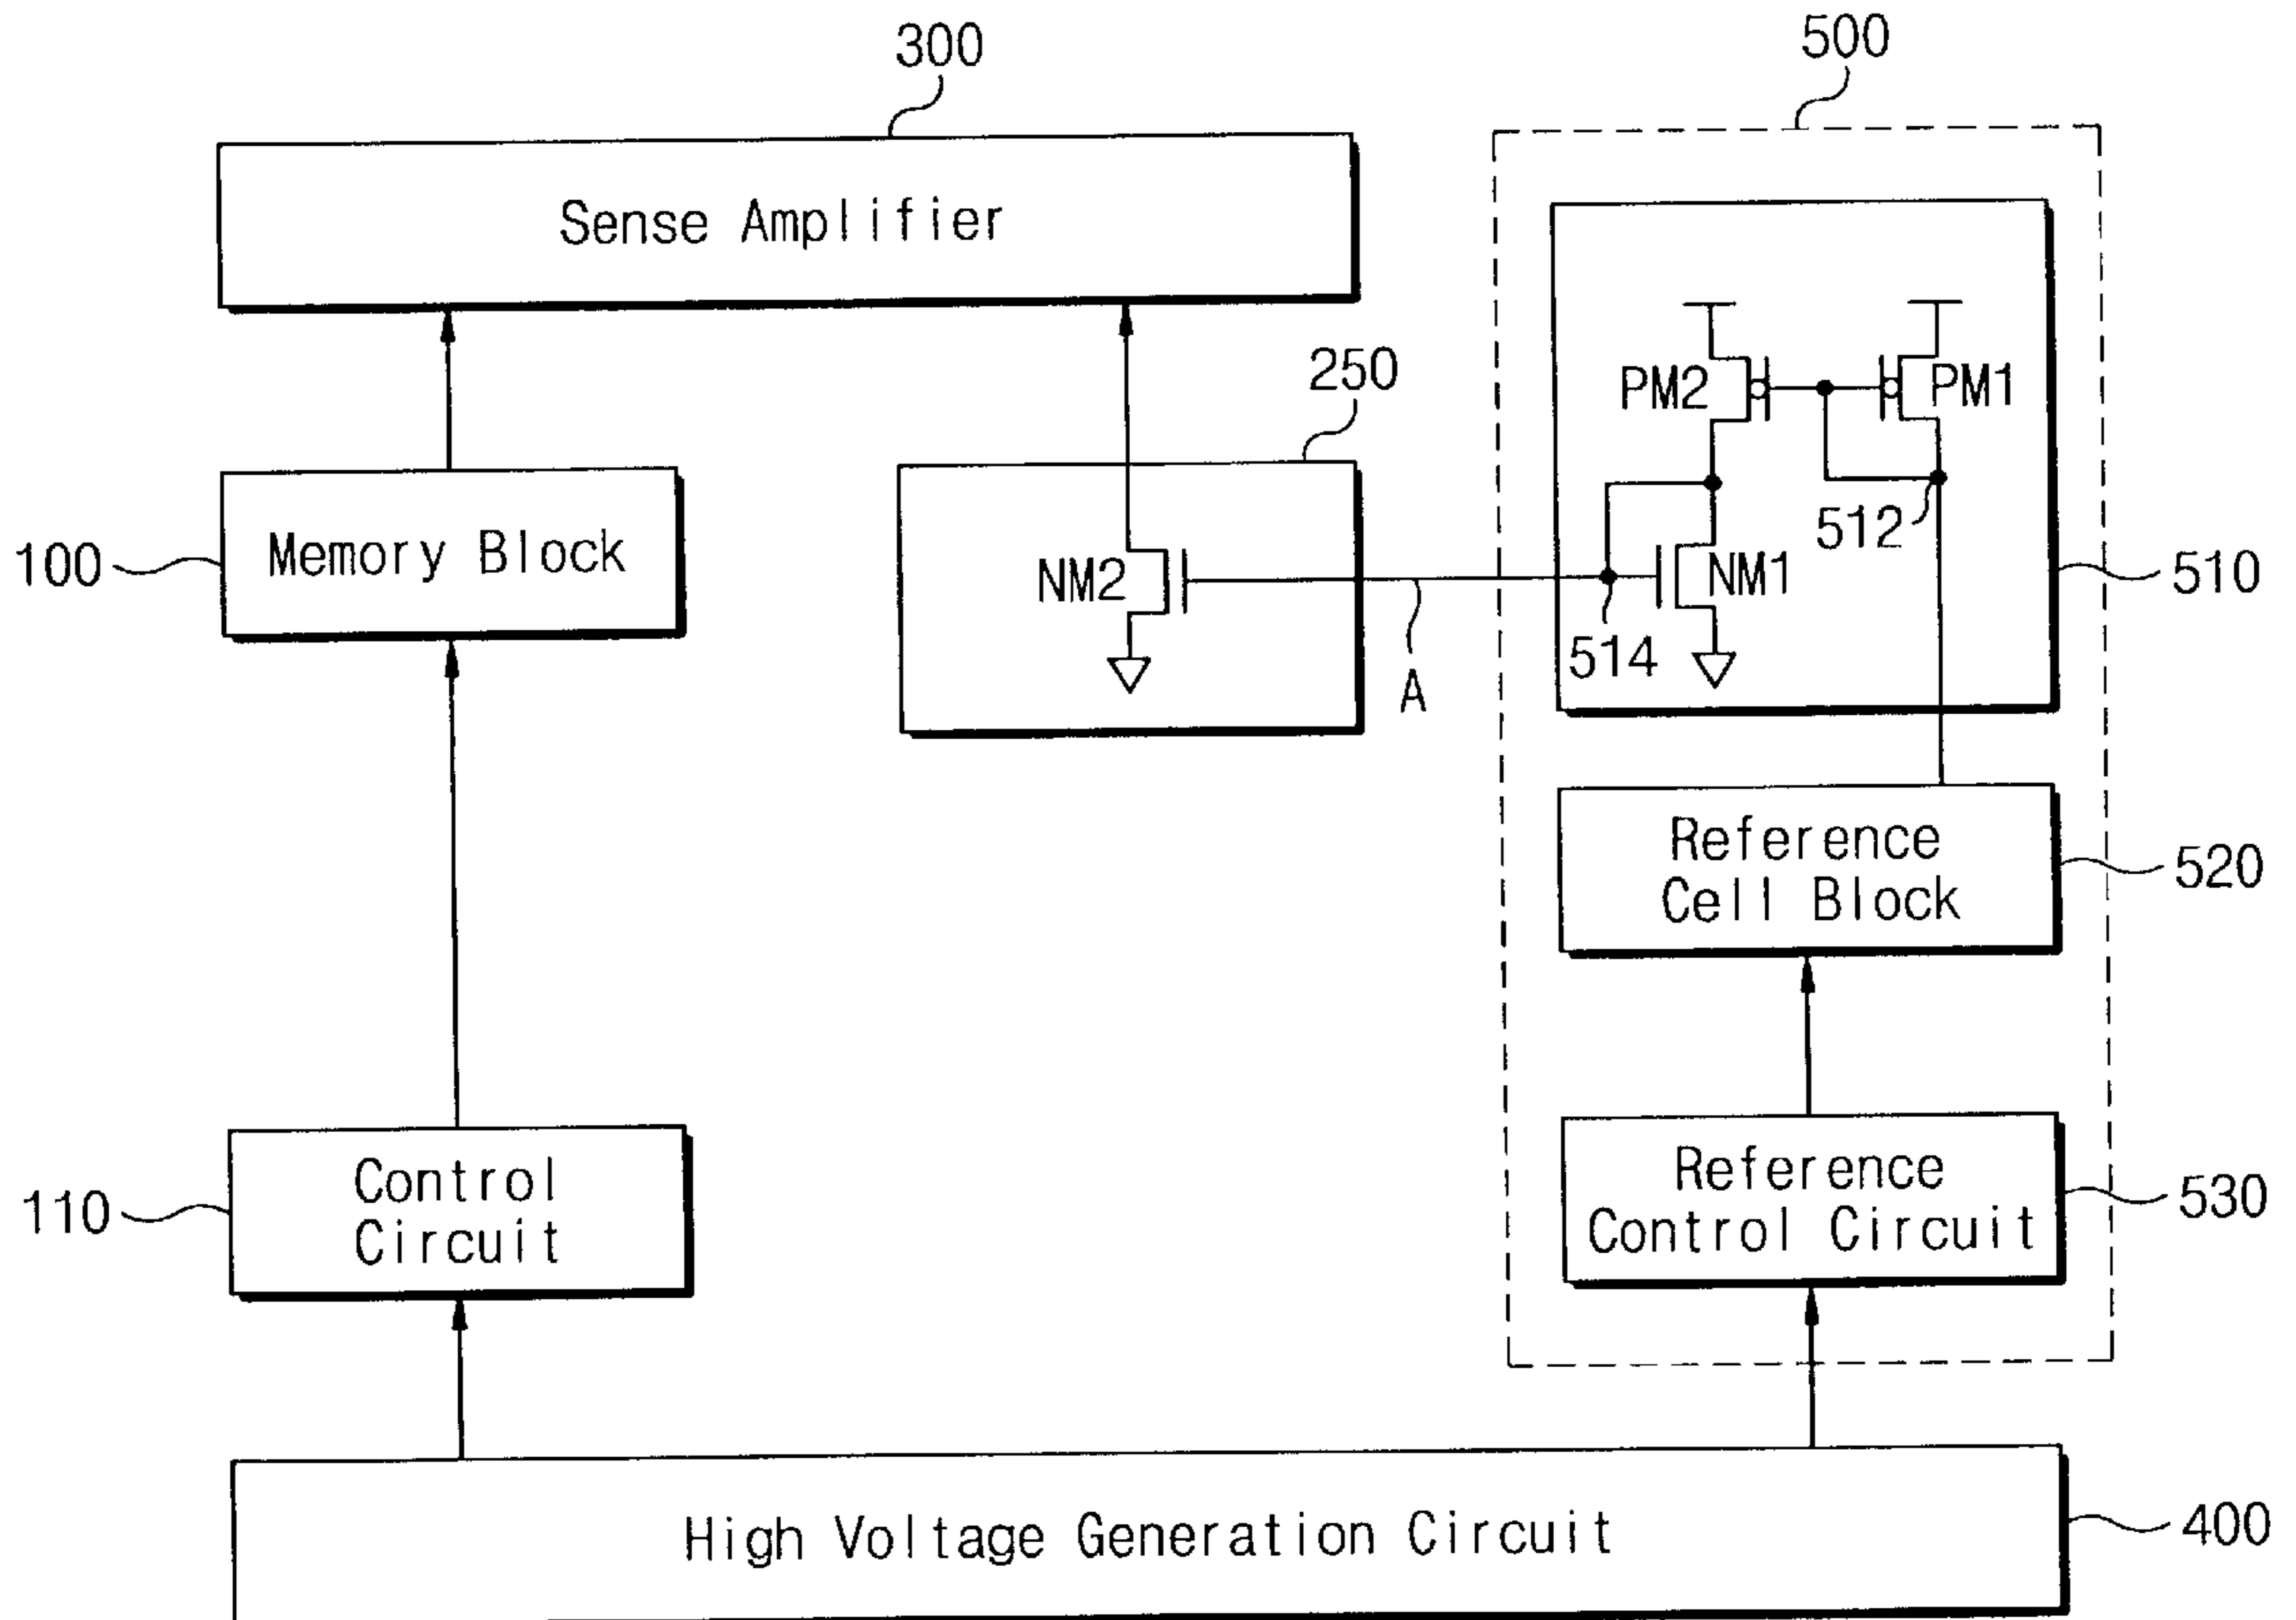 300
500
Sense Amplifier
250
PM2
PM1
512
100
Memory Block
NM2
NM1
510
514
A
Reference
Cell Block
520
110
Control
Circuit
Reference
Control Circuit
530
High Voltage Generation Circuit
400